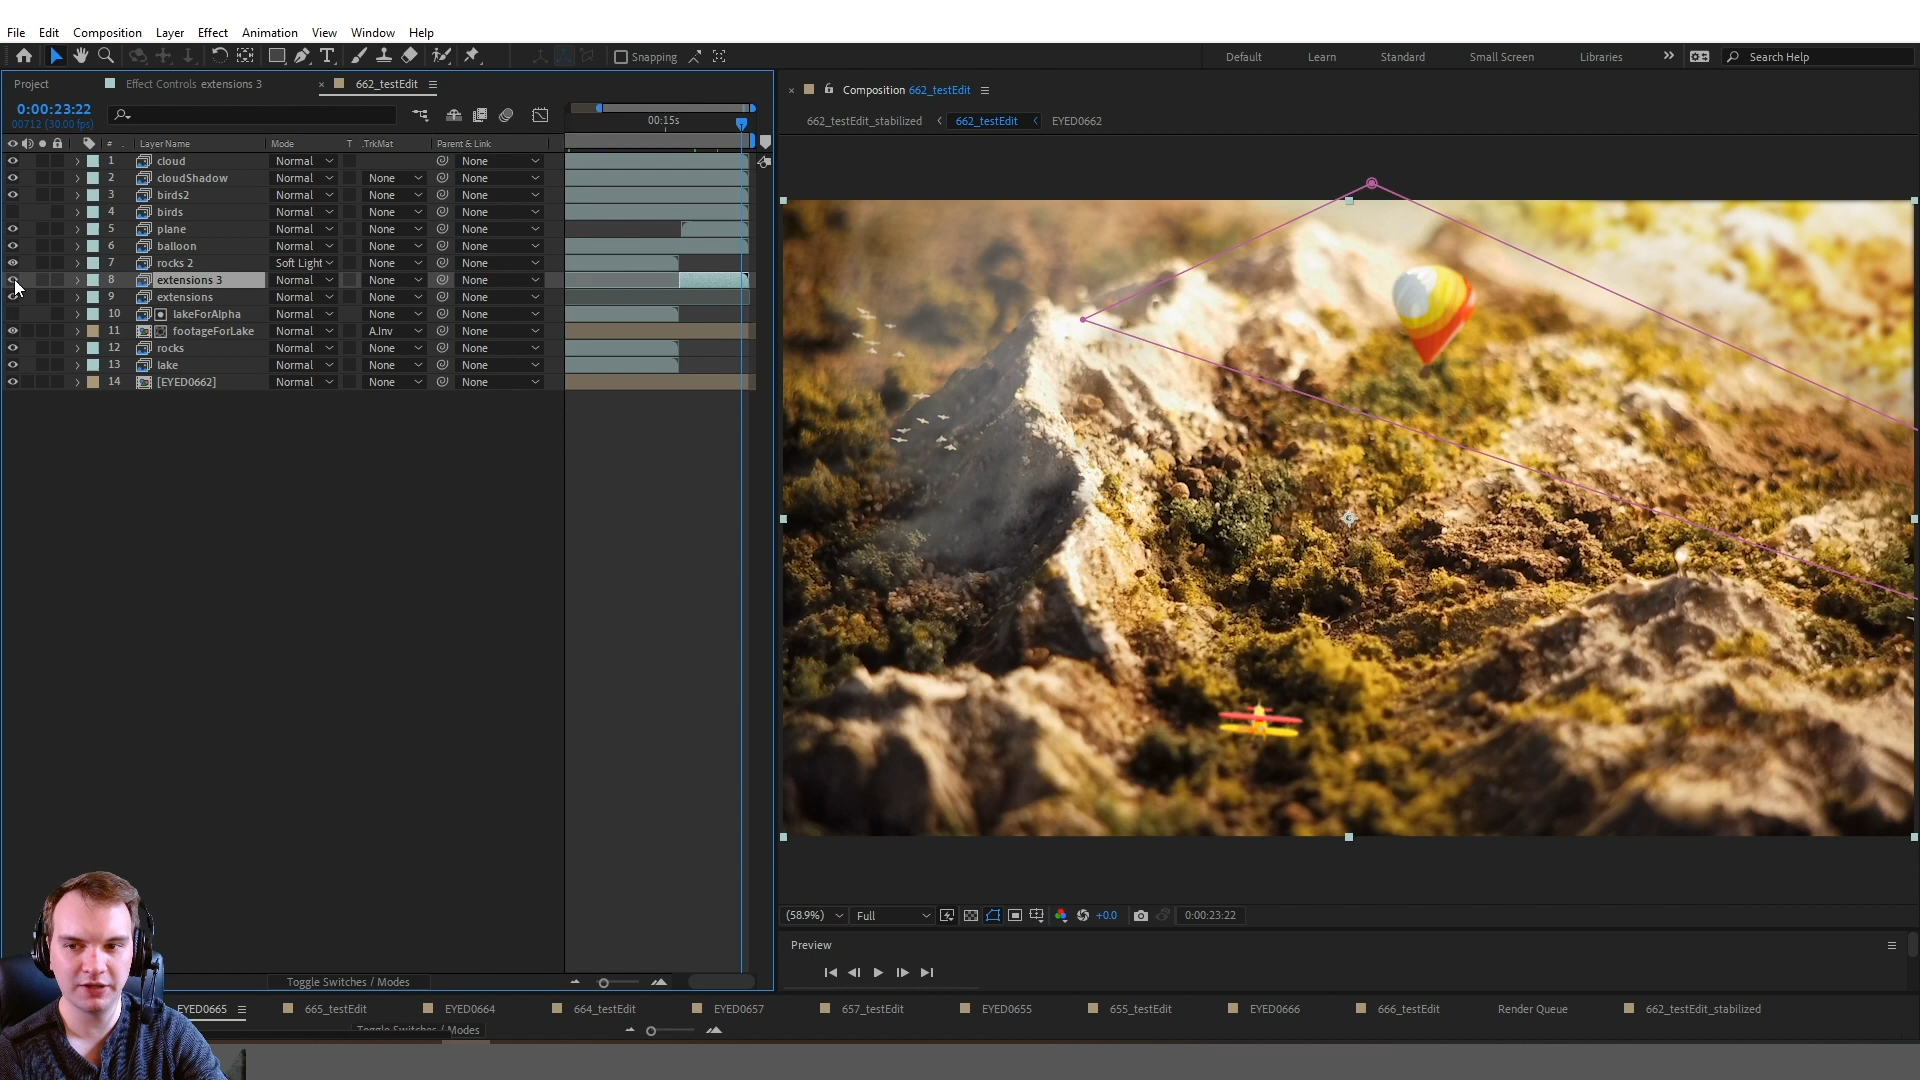 File Edit Composition Layer Effect Animation View Window Help
Snapping Default Learn Standard Small Screen Libraries Search Help
Project Effect Controls extensions 3 662_testEdit
Composition 662_testEdit
0:00:23:22
00712 (30.00 fps)
00:15s
662_testEdit_stabilized 662_testEdit EYED0662
# Layer Name Mode T .TrkMat Parent & Link
1 cloud Normal None
2 cloudShadow Normal None None
3 birds2 Normal None None
4 birds Normal None None
5 plane Normal None None
6 balloon Normal None None
7 rocks 2 Soft Light None None
8 extensions 3 Normal None None
9 extensions Normal None None
10 lakeForAlpha Normal None None
11 footageForLake Normal A.Inv None
12 rocks Normal None None
13 lake Normal None None
14 [EYED0662] Normal None None
(58.9%) Full +0.0 0:00:23:22
Preview
Toggle Switches / Modes
EYED0665 665_testEdit EYED0664 664_testEdit EYED0657 657_testEdit EYED0655 655_testEdit EYED0666 666_testEdit Render Queue 662_testEdit_stabilized
Toggle Switches / Modes